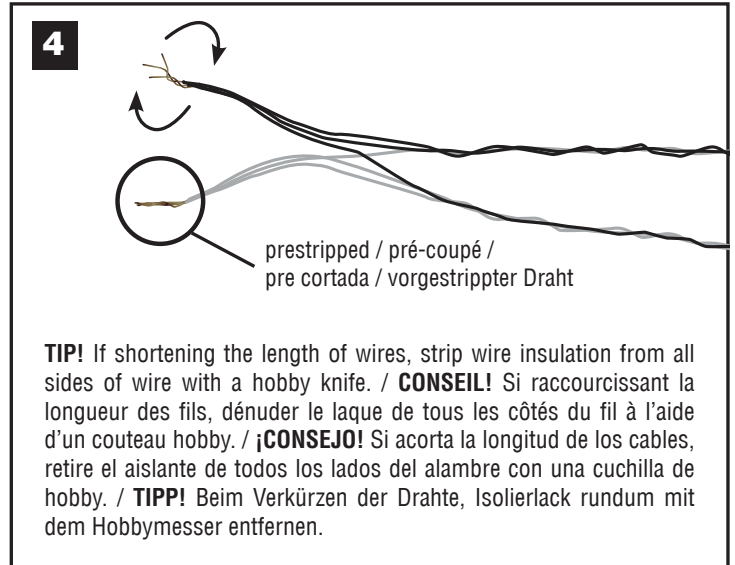 4
prestripped / pré-coupé /
pre cortada / vorgestrippter Draht
TIP! If shortening the length of wires, strip wire insulation from all
sides of wire with a hobby knife. / CONSEIL! Si raccourcissant la
longueur des fils, dénuder le laque de tous les côtés du fil à l'aide
d'un couteau hobby. / ¡CONSEJO! Si acorta la longitud de los cables,
retire el aislante de todos los lados del alambre con una cuchilla de
hobby. / TIPP! Beim Verkürzen der Drahte, Isolierlack rundum mit
dem Hobbymesser entfernen.